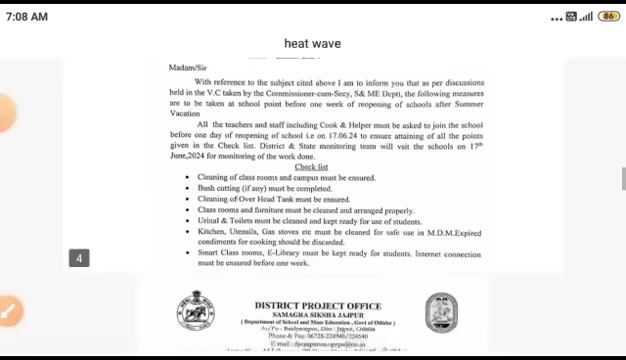 7:08 AM
86
heat wave
Madam/Sir
With reference to the subject cited above I am to inform you that as per discussions
held in the V.C taken by the Commissioner-cum-Secy, S& ME Deptt, the following measures
are to be taken at school point before one week of reopening of schools after Summer
Vacation
All the teachers and staff including Cook & Helper must be asked to join the school
before one day of reopening of school i.e on 17.06.24 to ensure attaining of all the points
given in the Check list. District & State monitoring team will vsit the schools on 17th
June,2024 for monitoring of the work done.
Check list
• Cleaning of class rooms and campus must be ensured.
• Bush cutting (if any) must be completed.
• Cleaning of Over Head Tank must be ensured.
• Class rooms and furniture must be cleaned and arranged properly.
• Urinal & Toilets must be cleaned and kept ready for use of students.
• Kitchen, Utensils, Gas stoves etc must be cleaned for safe use in M.D.M.Expired
condiments for cooking should be discarded.
• Smart Class rooms, E-Library must be kept ready for students. Internet connection
must be ensured before one week.
4
DISTRICT PROJECT OFFICE
SAMAGRA SIKSHA JAJPUR
( Department of School and Mass Education , Govt of Odisha )
Phone & Fax